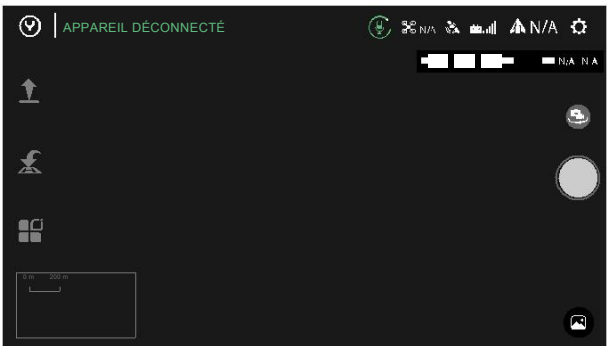 APPAREIL DÉCONNECTÉ N/A N/A
N/A N A
0 m 200 m